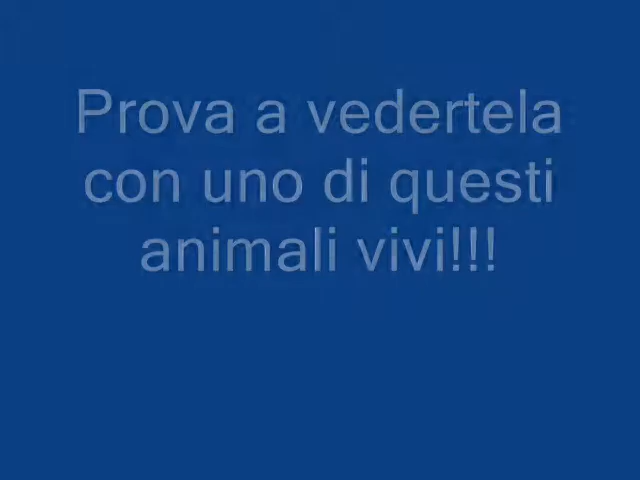 Prova a vedertela
con uno di questi
animali vivi!!!